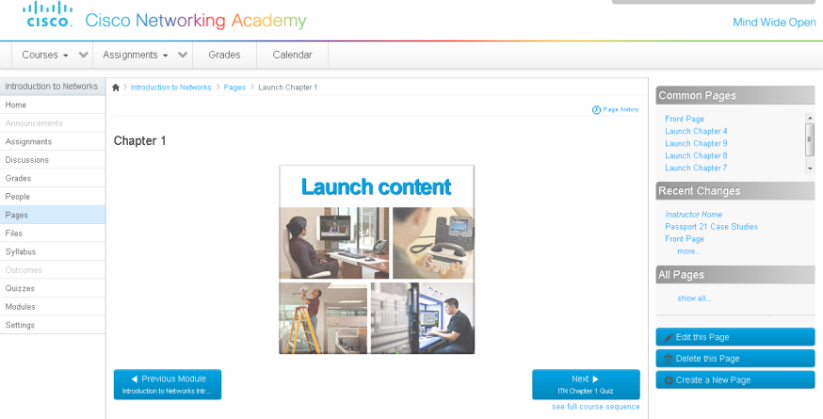 CISCO. Cisco Networking Academy
Mind Wide Open
Courses Assignments Grades Calendar
Introduction to Networks
Home
Announcements
Assignments
Discussions
Grades
People
Pages
Files
Syllabus
Outcomes
Quizzes
Modules
Settings
Introduction to Networks Pages Launch Chapter 1
Page history
Chapter 1
Launch content
Previous Module
Introduction to Networks Intr...
Next
ITN Chapter 1 Quiz
see full course sequence
Common Pages
Front Page
Launch Chapter 4
Launch Chapter 9
Launch Chapter 8
Launch Chapter 7
Recent Changes
Instructor Home
Passport 21 Case Studies
Front Page
more...
All Pages
show all...
Edit this Page
Delete this Page
Create a New Page